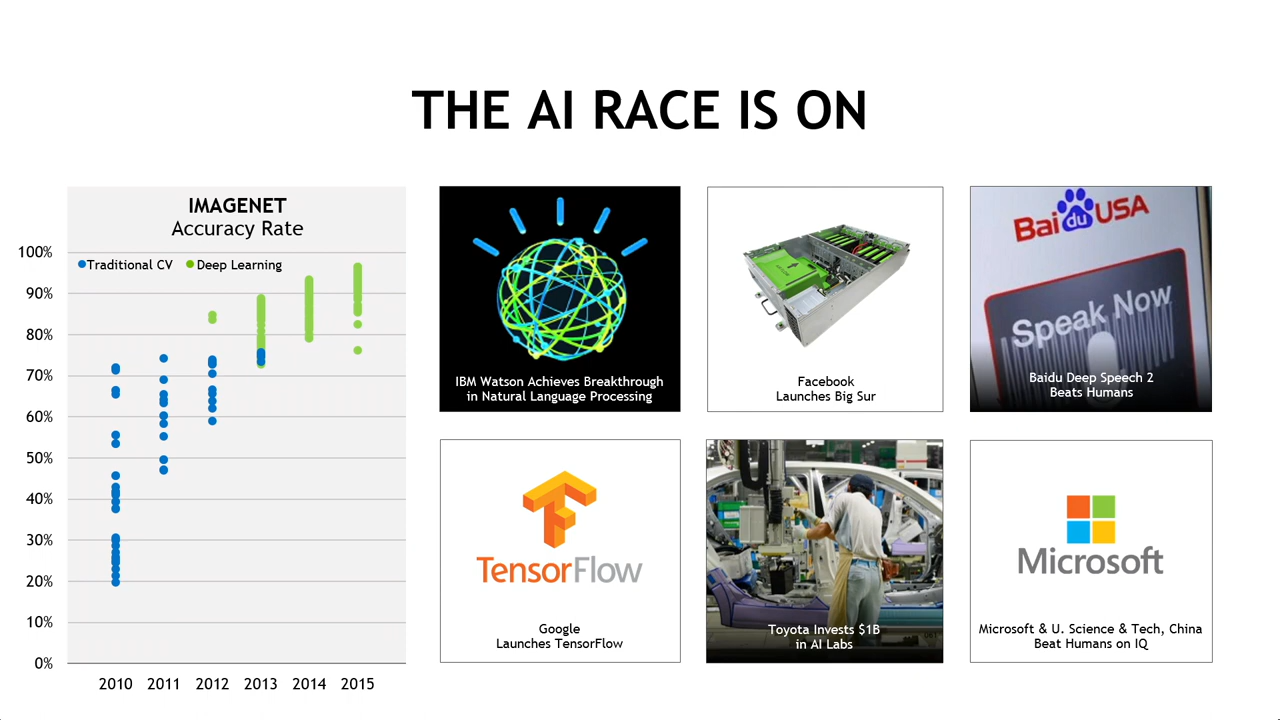 THE AI RACE IS ON
IMAGENET
Accuracy Rate
Traditional CV
Deep Learning
100%
90%
80%
70%
60%
50%
40%
30%
20%
10%
0%
2010 2011 2012 2013 2014 2015
IBM Watson Achieves Breakthrough
in Natural Language Processing
Facebook
Launches Big Sur
Baidu USA
Speak Now
Baidu Deep Speech 2
Beats Humans
TensorFlow
Google
Launches TensorFlow
Toyota Invests $1B
in AI Labs
Microsoft
Microsoft & U. Science & Tech, China
Beat Humans on IQ